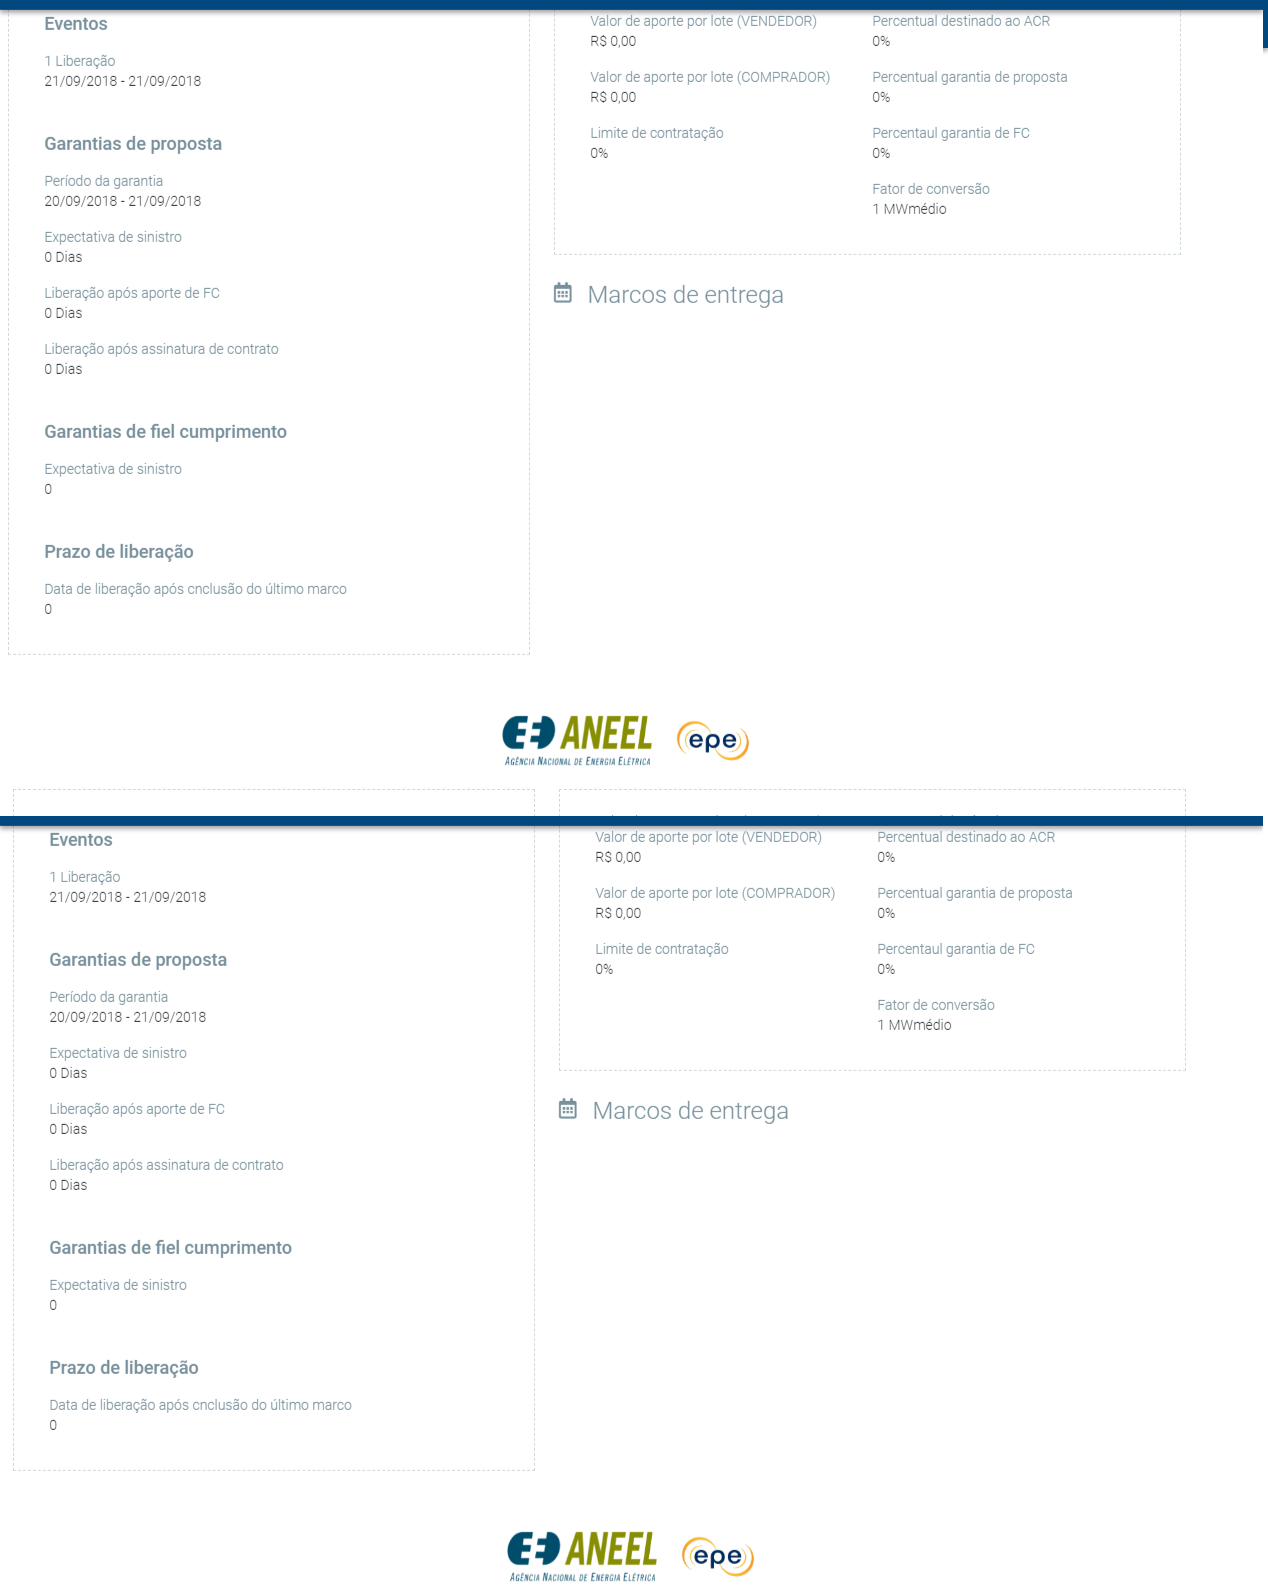 Eventos
1 Liberação
21/09/2018 - 21/09/2018
Garantias de proposta
Período da garantia
20/09/2018 - 21/09/2018
Expectativa de sinistro
0 Dias
Liberação após aporte de FC
0 Dias
Liberação após assinatura de contrato
0 Dias
Garantias de fiel cumprimento
Expectativa de sinistro
0
Prazo de liberação
Data de liberação após cnclusão do último marco
0
Valor de aporte por lote (VENDEDOR)
R$ 0,00
Valor de aporte por lote (COMPRADOR)
R$ 0,00
Limite de contratação
0%
Percentual destinado ao ACR
0%
Percentual garantia de proposta
0%
Percentaul garantia de FC
0%
Fator de conversão
1 MWmédio
Marcos de entrega
ANEEL
AGÊNCIA NACIONAL DE ENERGIA ELÉTRICA
epe
Eventos
1 Liberação
21/09/2018 - 21/09/2018
Garantias de proposta
Período da garantia
20/09/2018 - 21/09/2018
Expectativa de sinistro
0 Dias
Liberação após aporte de FC
0 Dias
Liberação após assinatura de contrato
0 Dias
Garantias de fiel cumprimento
Expectativa de sinistro
0
Prazo de liberação
Data de liberação após cnclusão do último marco
0
Valor de aporte por lote (VENDEDOR)
R$ 0,00
Valor de aporte por lote (COMPRADOR)
R$ 0,00
Limite de contratação
0%
Percentual destinado ao ACR
0%
Percentual garantia de proposta
0%
Percentaul garantia de FC
0%
Fator de conversão
1 MWmédio
Marcos de entrega
ANEEL
AGÊNCIA NACIONAL DE ENERGIA ELÉTRICA
epe